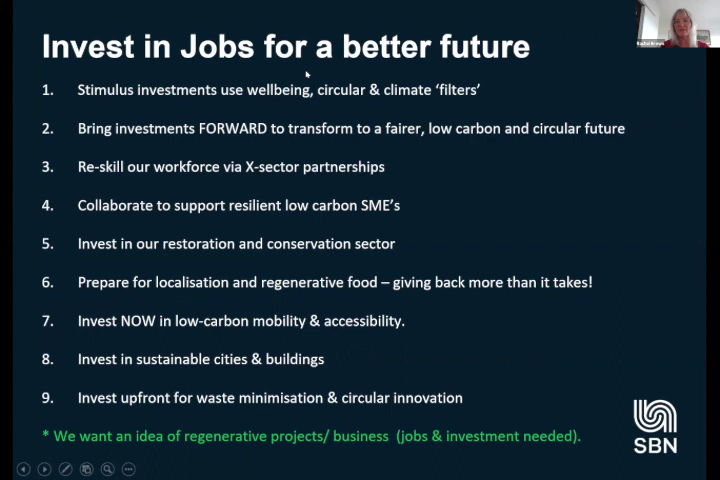 Invest in Jobs for a better future
1. Stimulus investments use wellbeing, circular & climate ‘filters’
2. Bring investments FORWARD to transform to a fairer, low carbon and circular future
3. Re-skill our workforce via X-sector partnerships
4. Collaborate to support resilient low carbon SME’s
5. Invest in our restoration and conservation sector
6. Prepare for localisation and regenerative food – giving back more than it takes!
7. Invest NOW in low-carbon mobility & accessibility.
8. Invest in sustainable cities & buildings
9. Invest upfront for waste minimisation & circular innovation
* We want an idea of regenerative projects/ business (jobs & investment needed).
SBN